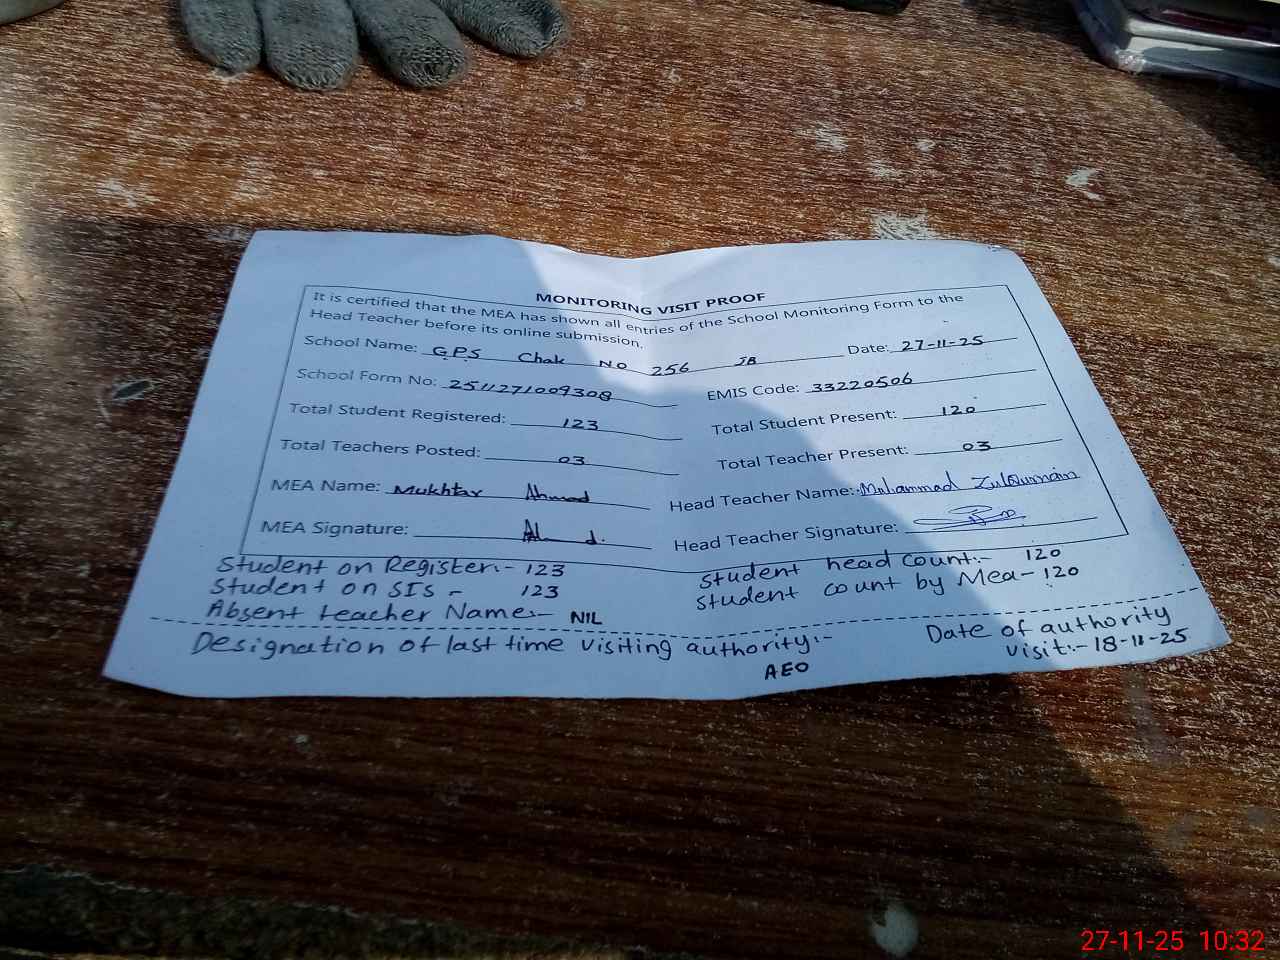 MONITORING VISIT PROOF
It is certified that the MEA has shown all entries of the School Monitoring Form to the
Head Teacher before its online submission.
School Name: G.P.S Chak No 256 JB Date: 27-11-25
School Form No: 2511271009308 EMIS Code: 33220506
Total Student Registered: 123 Total Student Present: 120
Total Teachers Posted: 03 Total Teacher Present: 03
MEA Name: Mukhtar Ahmad Head Teacher Name: Muhammad Zulqurnain
MEA Signature: Head Teacher Signature:
Student on Register:- 123 Student head count:- 120
Student on SIS - 123 Student count by Mea- 120
Absent teacher Name:- NIL
Designation of last time visiting authority:- Date of authority
AEO visit:- 18-11-25
27-11-25 10:32